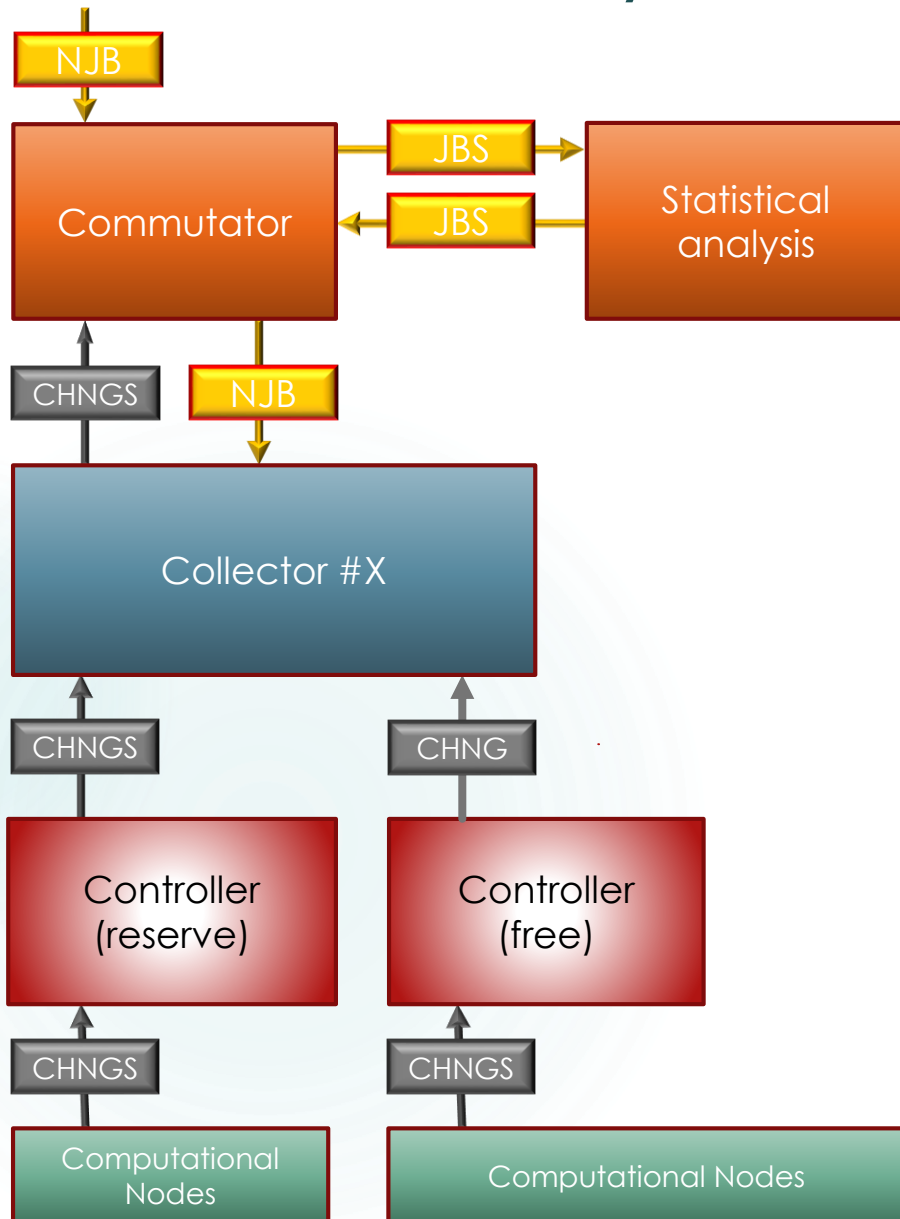 NJB
Commutator
JBS
JBS
Statistical
analysis
CHNGS
NJB
Collector #X
CHNGS
CHNG
Controller
(reserve)
Controller
(free)
CHNGS
CHNGS
Computational
Nodes
Computational Nodes